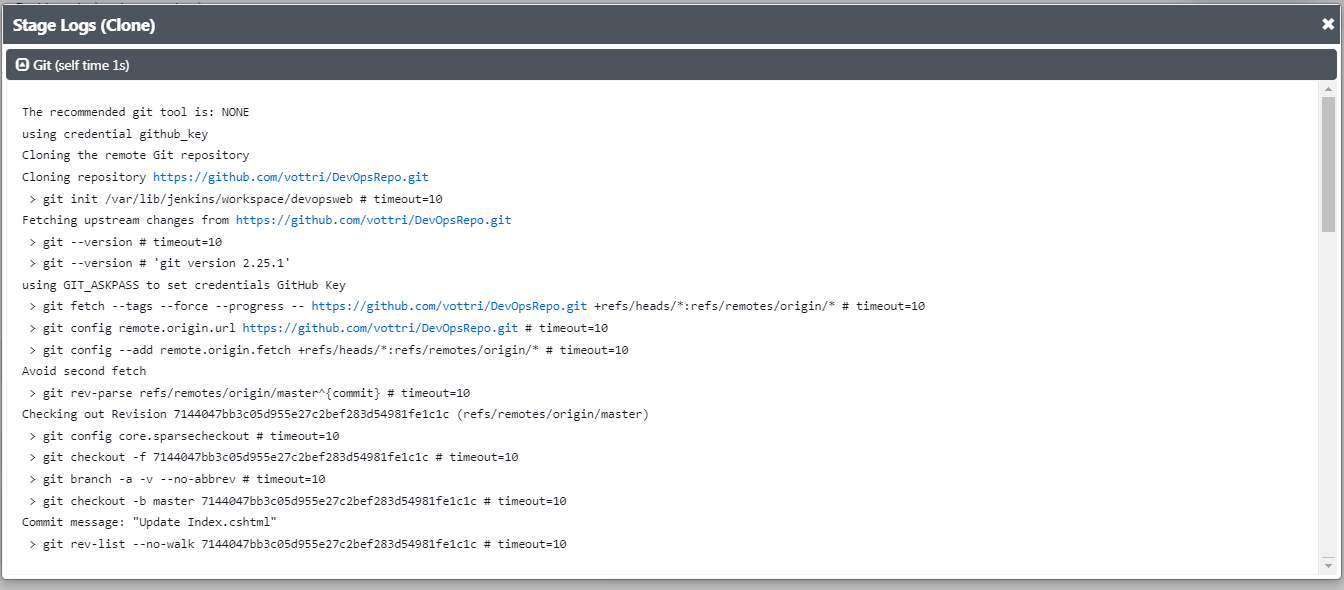 Stage Logs (Clone)
Git (self time 1s)
The recommended git tool is: NONE
using credential github_key
Cloning the remote Git repository
Cloning repository https://github.com/vottri/DevOpsRepo.git
> git init /var/lib/jenkins/workspace/devopsweb # timeout=10
Fetching upstream changes from https://github.com/vottri/DevOpsRepo.git
> git --version # timeout=10
> git --version # 'git version 2.25.1'
using GIT_ASKPASS to set credentials GitHub Key
> git fetch --tags --force --progress -- https://github.com/vottri/DevOpsRepo.git +refs/heads/*:refs/remotes/origin/* # timeout=10
> git config remote.origin.url https://github.com/vottri/DevOpsRepo.git # timeout=10
> git config --add remote.origin.fetch +refs/heads/*:refs/remotes/origin/* # timeout=10
Avoid second fetch
> git rev-parse refs/remotes/origin/master^{commit} # timeout=10
Checking out Revision 7144047bb3c05d955e27c2bef283d54981fe1c1c (refs/remotes/origin/master)
> git config core.sparsecheckout # timeout=10
> git checkout -f 7144047bb3c05d955e27c2bef283d54981fe1c1c # timeout=10
> git branch -a -v --no-abbrev # timeout=10
> git checkout -b master 7144047bb3c05d955e27c2bef283d54981fe1c1c # timeout=10
Commit message: "Update Index.cshtml"
> git rev-list --no-walk 7144047bb3c05d955e27c2bef283d54981fe1c1c # timeout=10